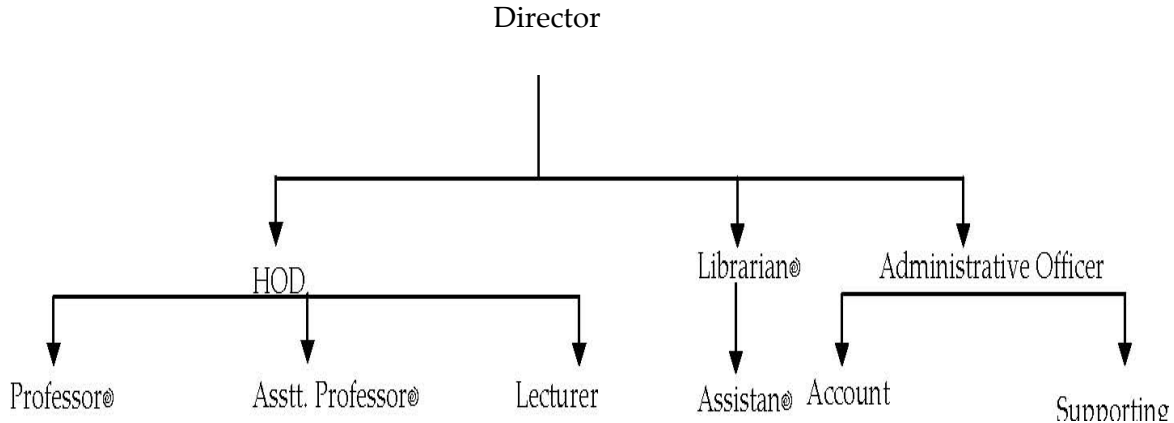 Director
HOD
Librarian@
Administrative Officer
Professor@
Asstt. Professor@
Lecturer
Assistan@
Account
Supporting